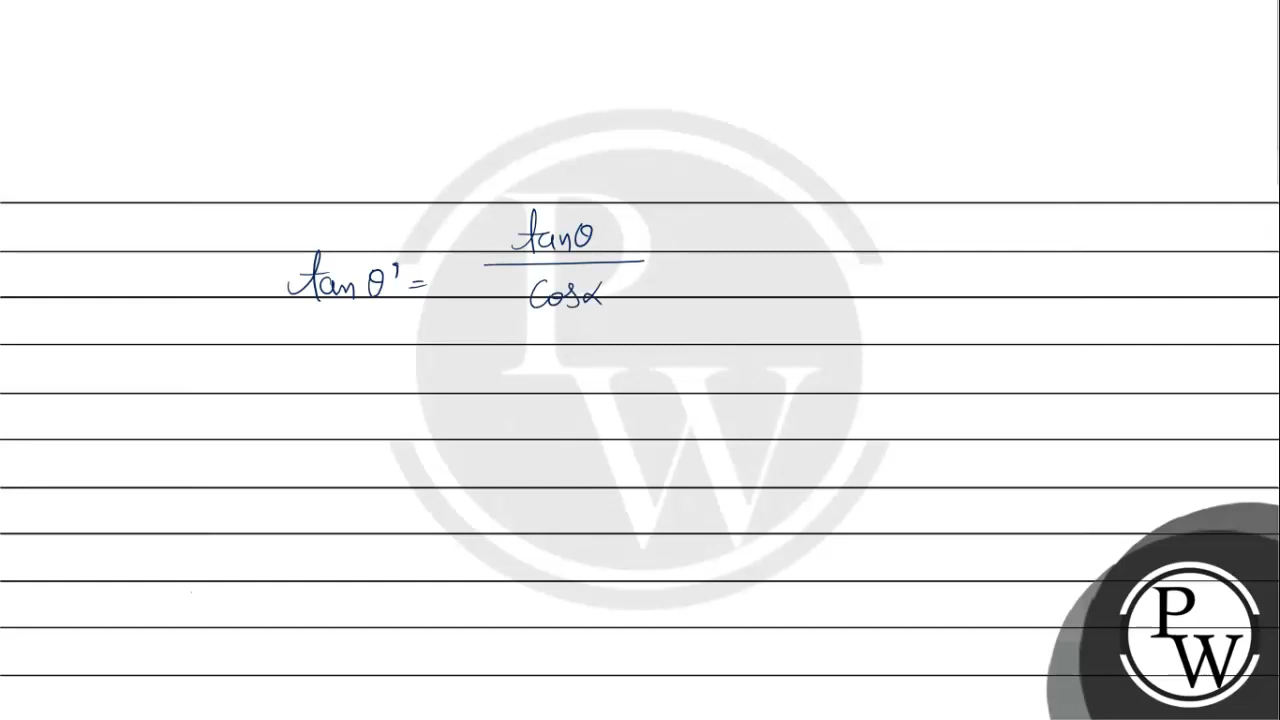 tan θ' = tanθ / cosα
P
W
P
W